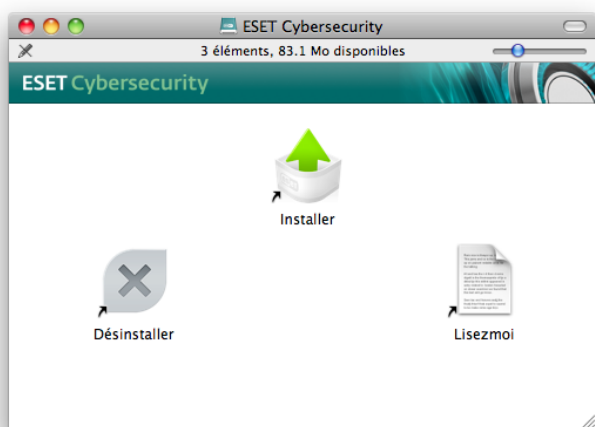 ESET Cybersecurity
3 éléments, 83.1 Mo disponibles
ESET Cybersecurity
Installer
Désinstaller
Lisezmoi